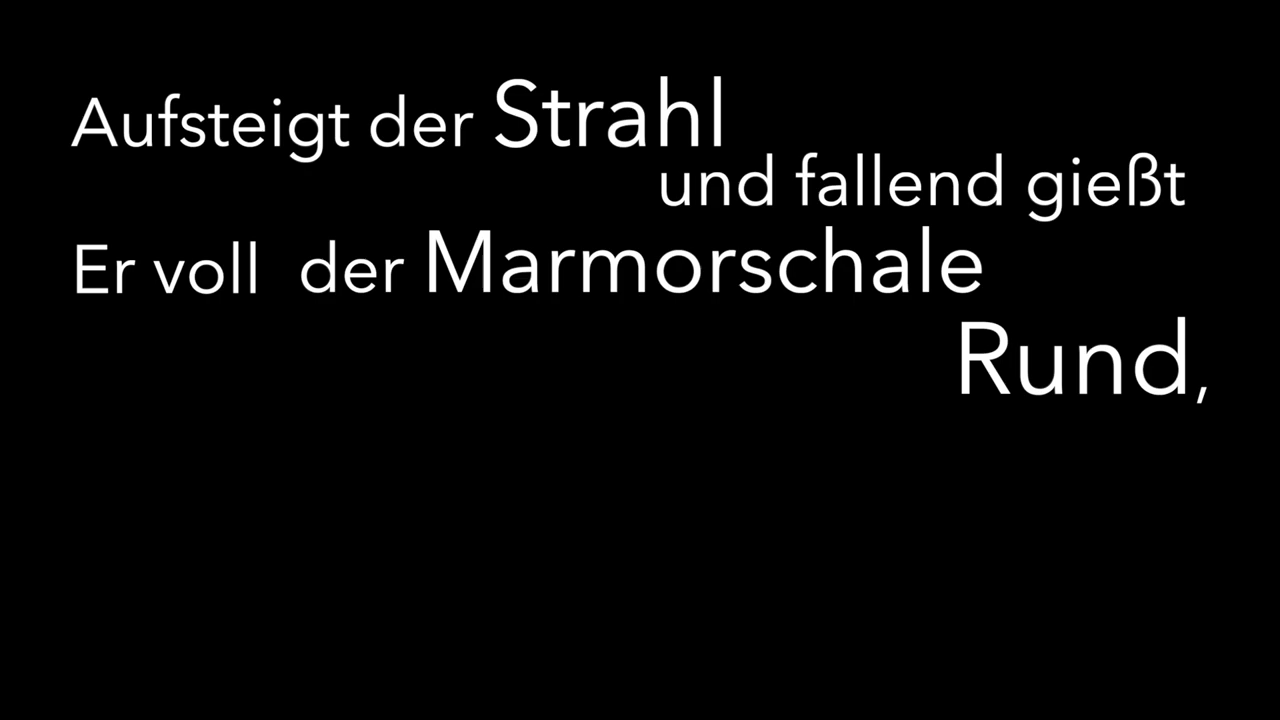 Aufsteigt der Strahl
und fallend gießt
Er voll der Marmorschale
Rund,